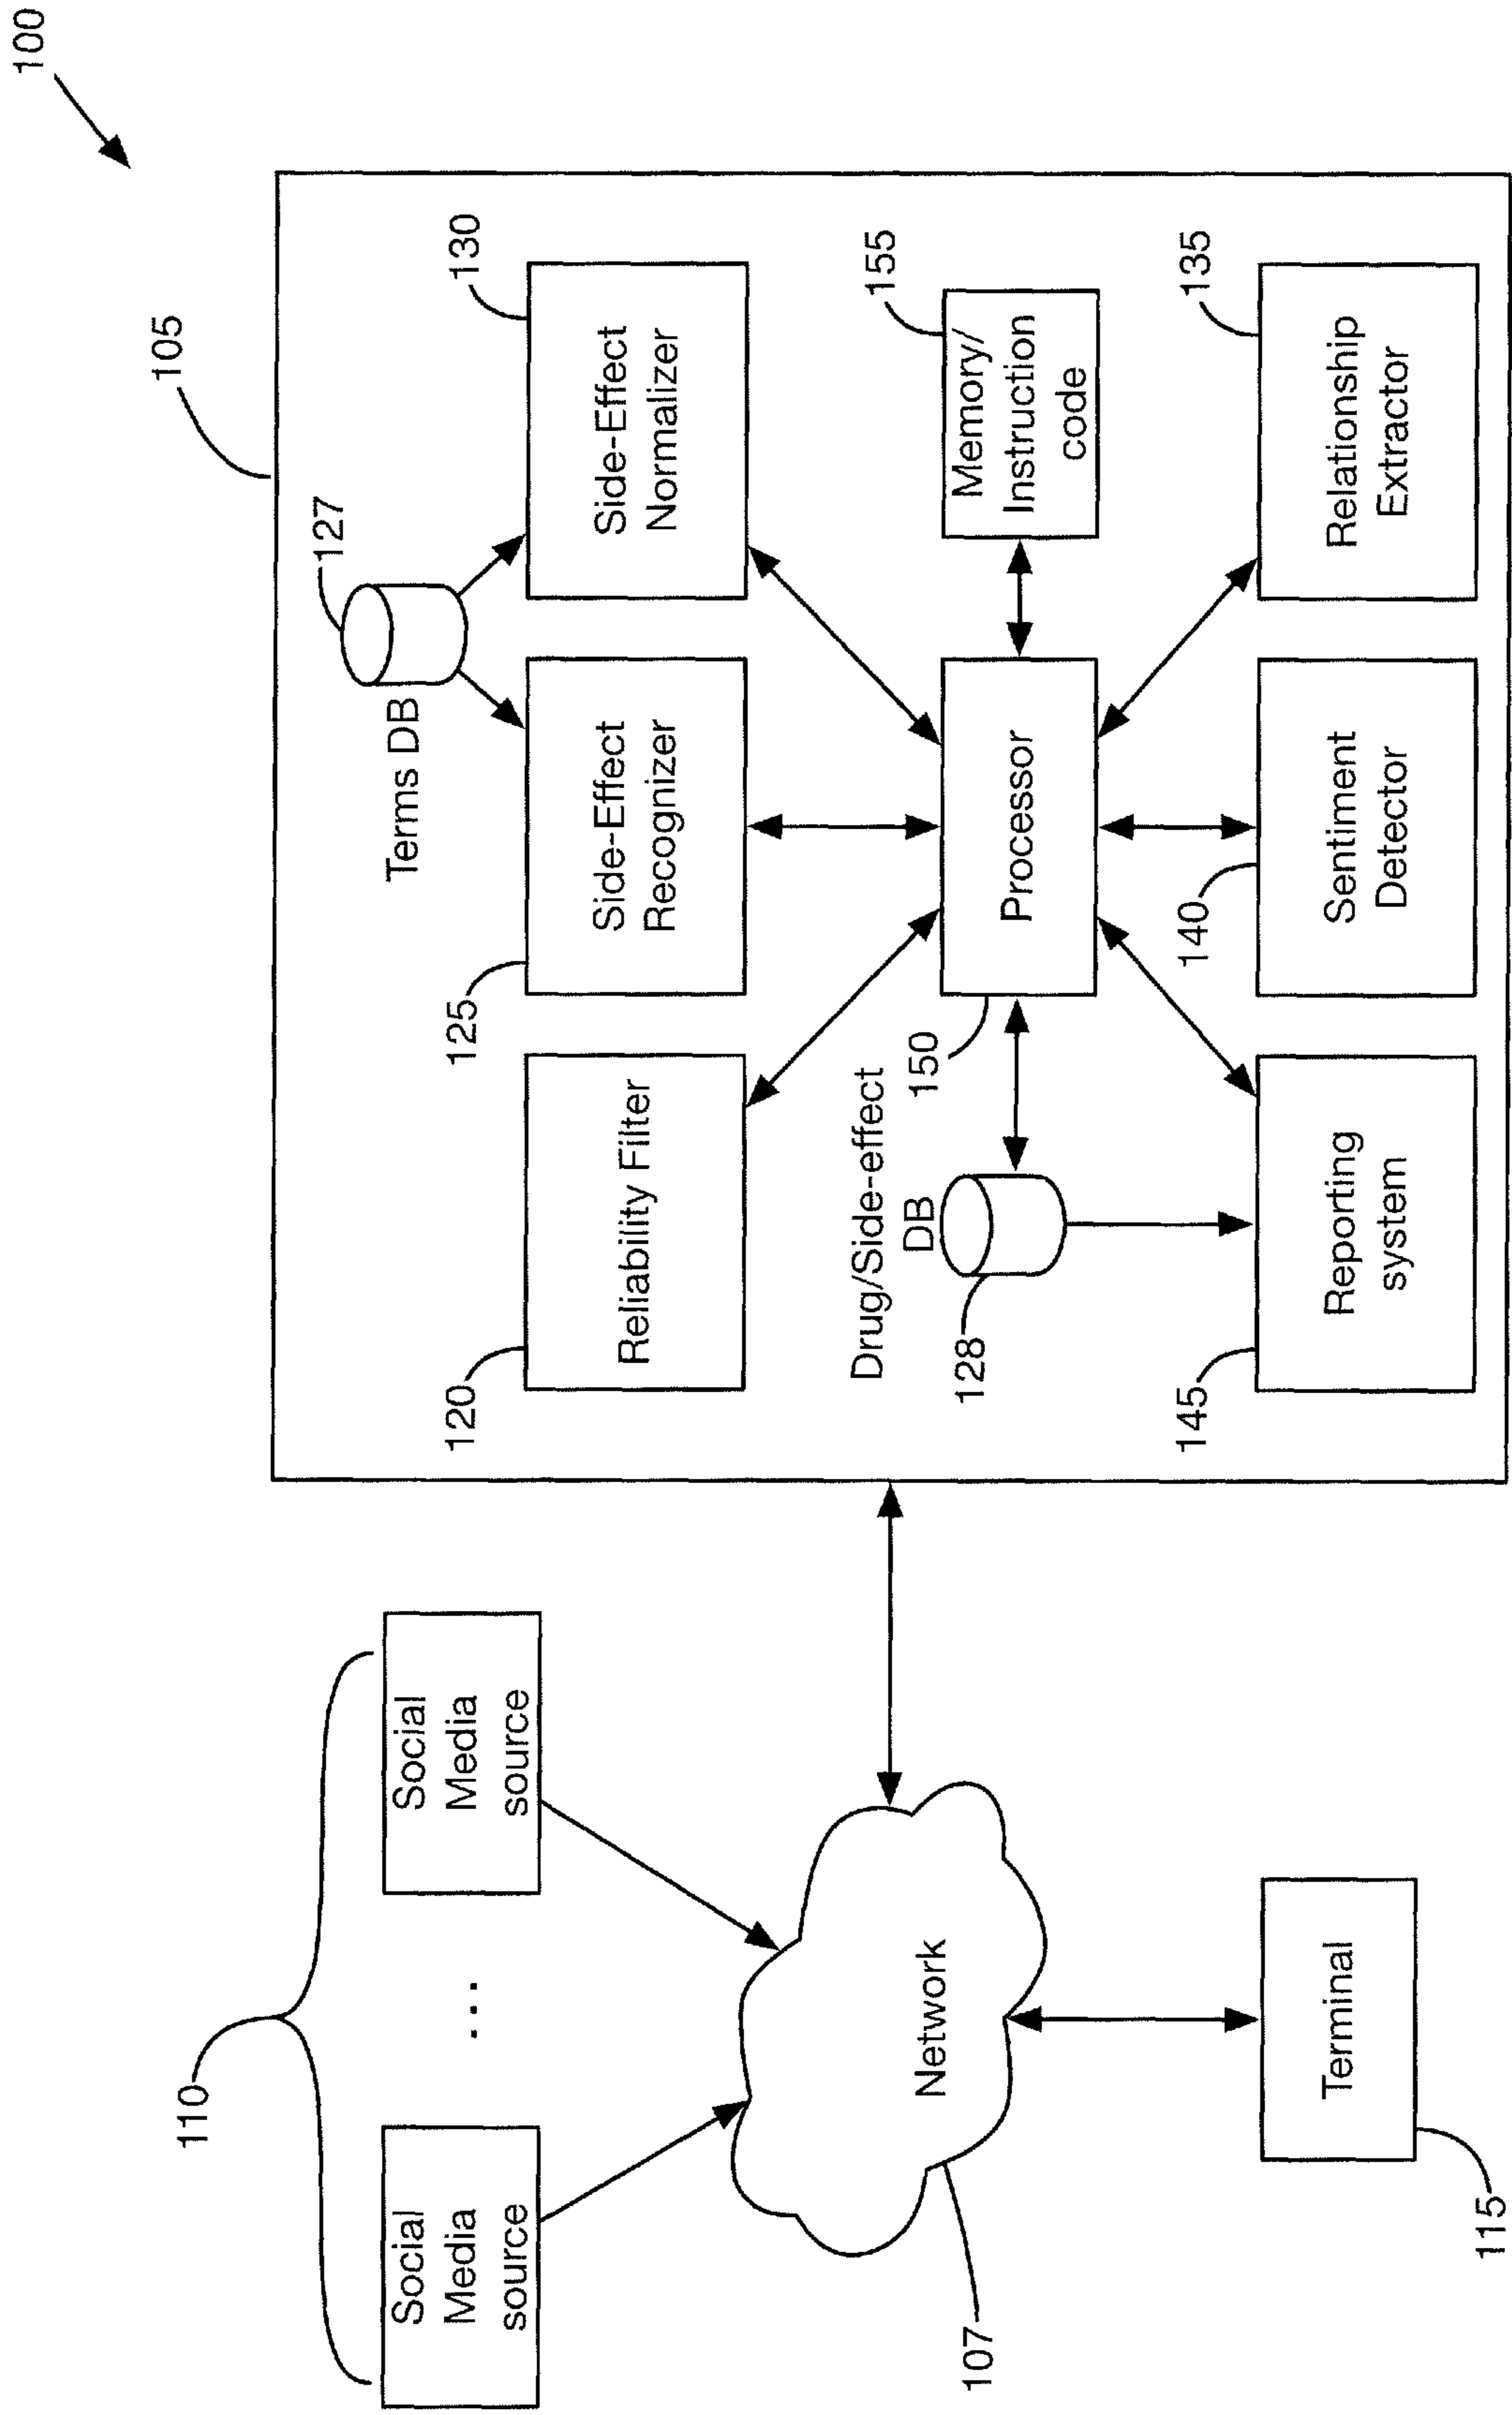 100
105
110
Social
Media
source
...
Social
Media
source
Network
107
Terminal
115
127
Terms DB
120
Reliability Filter
125
Side-Effect
Recognizer
130
Side-Effect
Normalizer
Drug/Side-effect
DB
128
150
Processor
155
Memory/
Instruction
code
145
Reporting
system
140
Sentiment
Detector
135
Relationship
Extractor